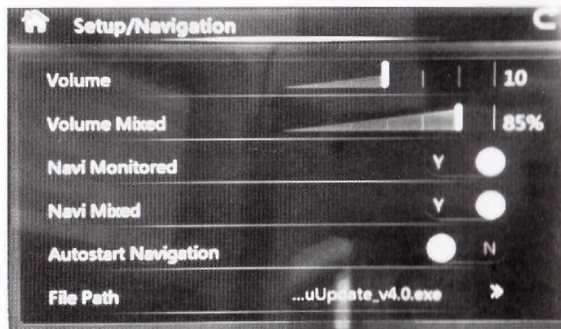 Setup/Navigation
Volume 10
Volume Mixed 85%
Navi Monitored Y
Navi Mixed Y
Autostart Navigation N
File Path ...uUpdate_v4.0.exe »